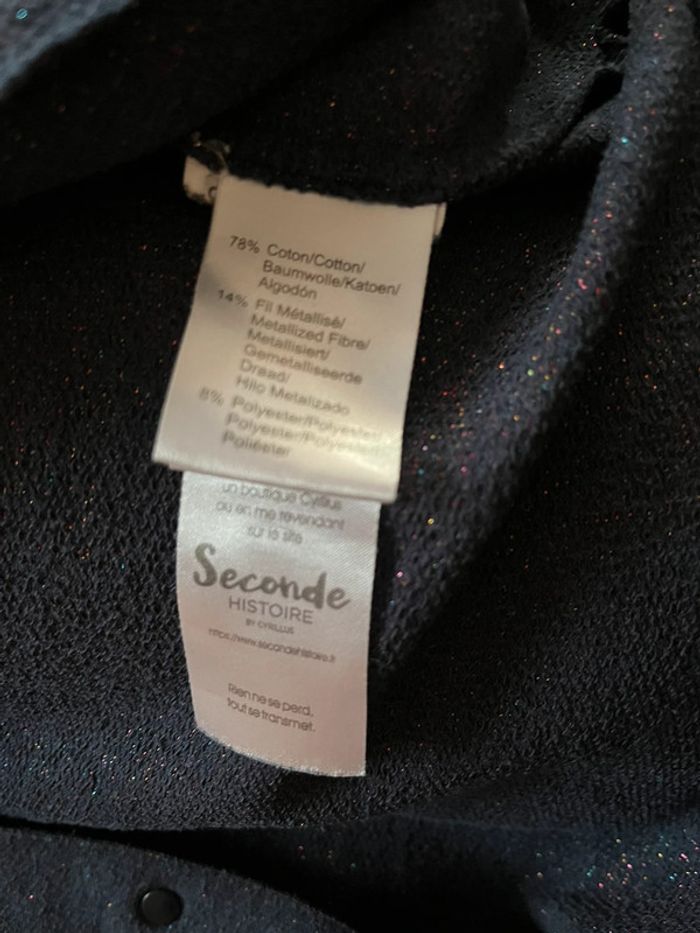 78% Coton/Cotton/
Baumwolle/Katoen/
Algodón
14% Fil Métallisé/
Metallized Fibre/
Metallisiert/
Gemetalliseerde
Draad/
Hilo Metalizado
8% Polyester/Polyester/
Polyester/Polyester/
Poliéster
un boutique Cyrillus
ou en me revendant
sur le site
Seconde
HISTOIRE
BY CYRILLUS
https://www.secondehistoire.fr
Rien ne se perd,
tout se transmet.